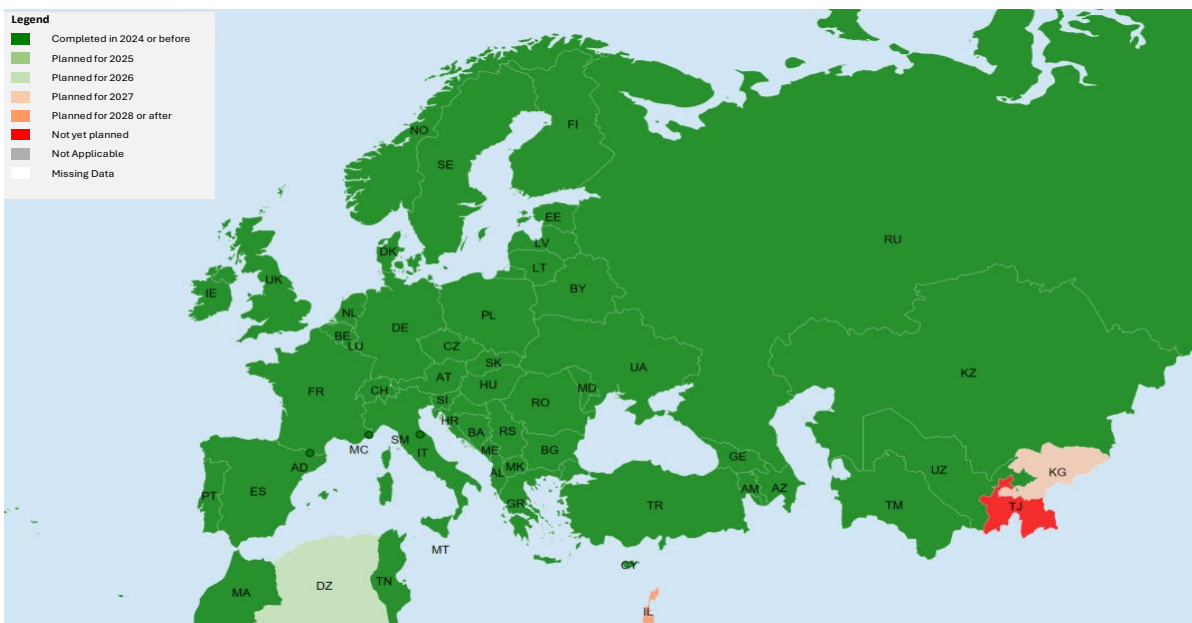 Legend
Completed in 2024 or before
Planned for 2025
Planned for 2026
Planned for 2027
Planned for 2028 or after
Not yet planned
Not Applicable
Missing Data
NO
FI
SE
EE
RU
LV
DK
LT
UK
BY
IE
NL
PL
DE
BE
LU
CZ
SK
UA
KZ
AT
CH
HU
MD
FR
SI
RO
HR
BA
RS
SM
MC
IT
ME
BG
GE
AD
MK
AL
UZ
KG
PT
ES
AM
AZ
GR
TR
TM
TJ
MT
CY
TN
DZ
MA
IL